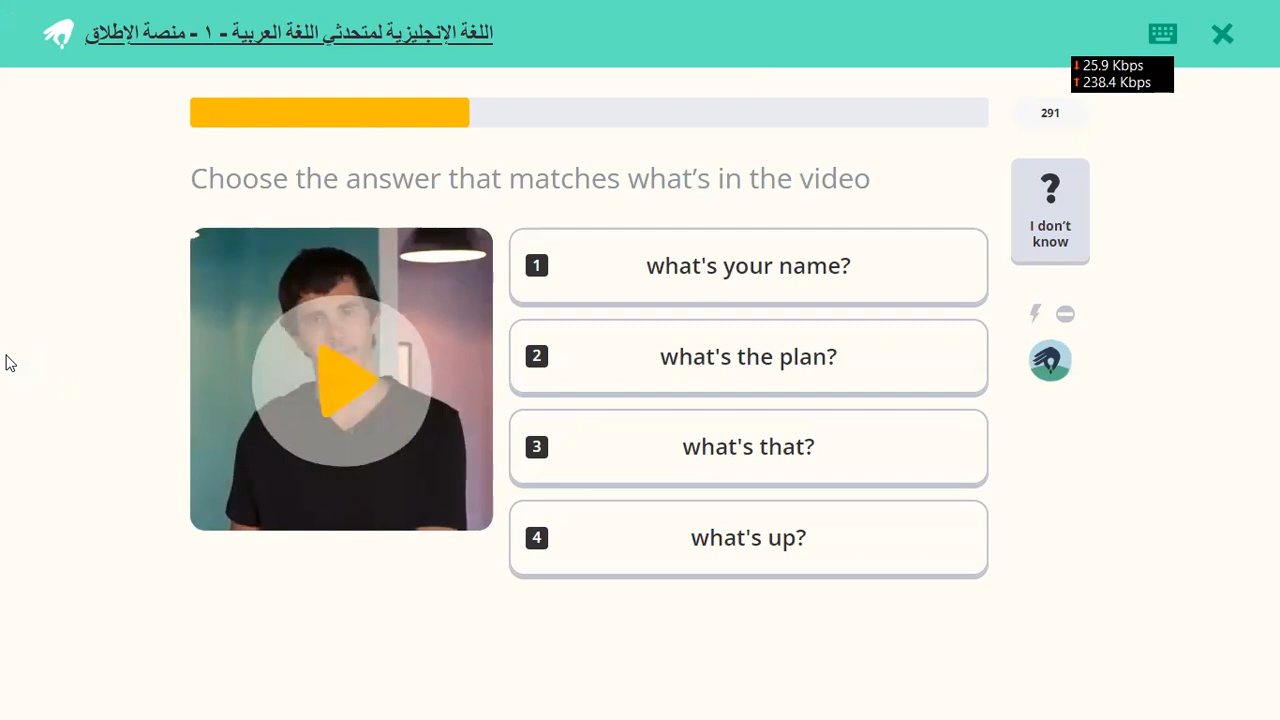 اللغة الإنجليزية لمتحدثي اللغة العربية - ١ - منصة الإطلاق
25.9 Kbps
238.4 Kbps
291
Choose the answer that matches what’s in the video
?
I don’t
know
1 what's your name?
2 what's the plan?
3 what's that?
4 what's up?